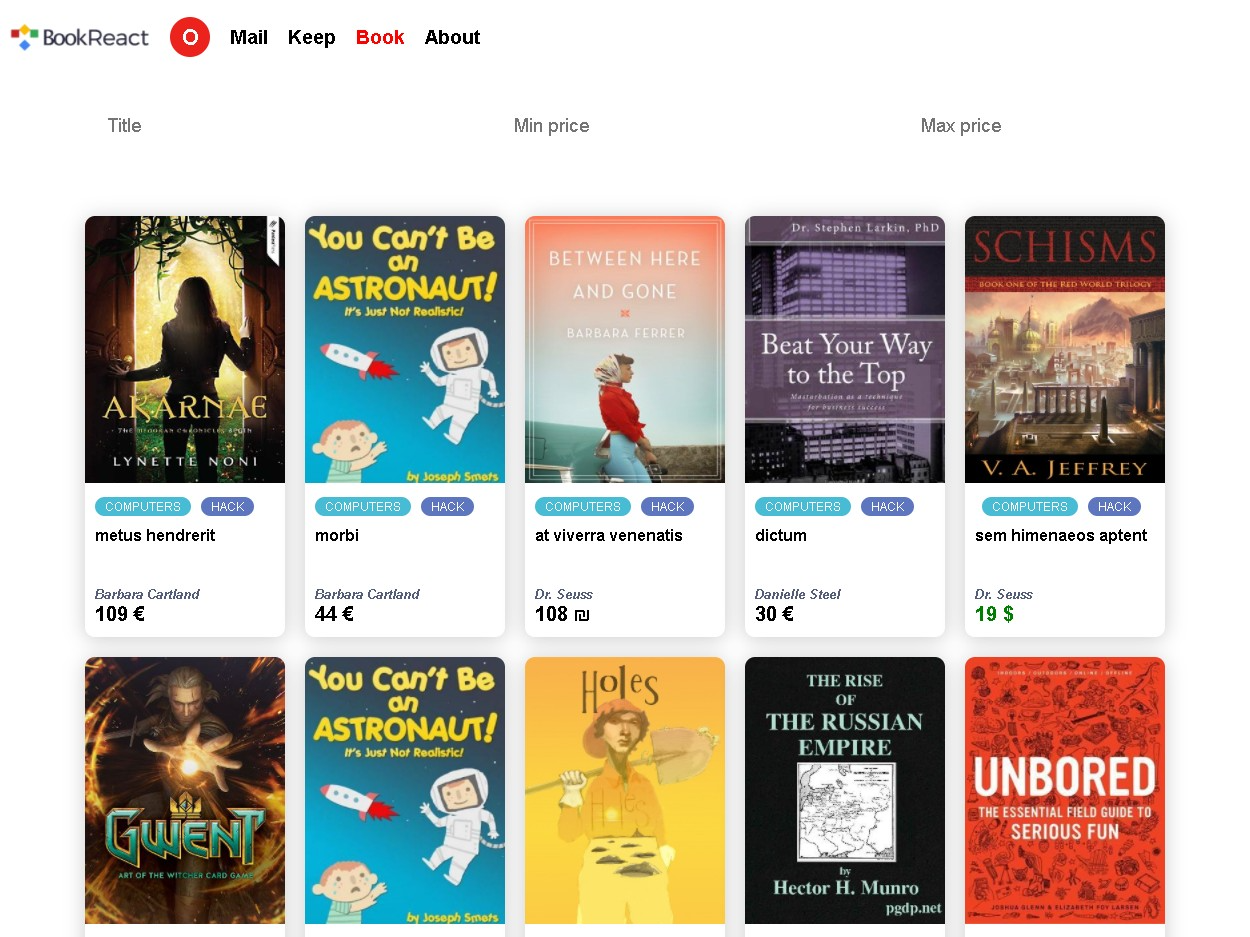 BookReact
O Mail Keep Book About
Title Min price Max price
AKARNAE
THE MEDORAN CHRONICLES BEGIN
LYNETTE NONI
YOU CAN'T BE
an
ASTRONAUT!
It's Just Not Realistic!
by Joseph Smets
BETWEEN HERE
AND GONE
BARBARA FERRER
Dr. Stephen Larkin, PhD
Beat Your Way
to the Top
Masturbation as a technique
for business success
SCHISMS
BOOK ONE OF THE RED WORLD TRILOGY
V. A. JEFFREY
COMPUTERS HACK
metus hendrerit
Barbara Cartland
109 €
COMPUTERS HACK
morbi
Barbara Cartland
44 €
COMPUTERS HACK
at viverra venenatis
Dr. Seuss
108 ₪
COMPUTERS HACK
dictum
Danielle Steel
30 €
COMPUTERS HACK
sem himenaeos aptent
Dr. Seuss
19 $
GWENT
ART OF THE WITCHER CARD GAME
YOU CAN'T BE
an
ASTRONAUT!
It's Just Not Realistic!
by Joseph Smets
HOLES
HOLES
THE RISE
OF
THE RUSSIAN
EMPIRE
by
Hector H. Munro
pgdp.net
INDOORS / OUTDOORS / ONLINE / OFFLINE
UNBORED
THE ESSENTIAL FIELD GUIDE TO
SERIOUS FUN
JOSHUA GLENN & ELIZABETH FOY LARSEN